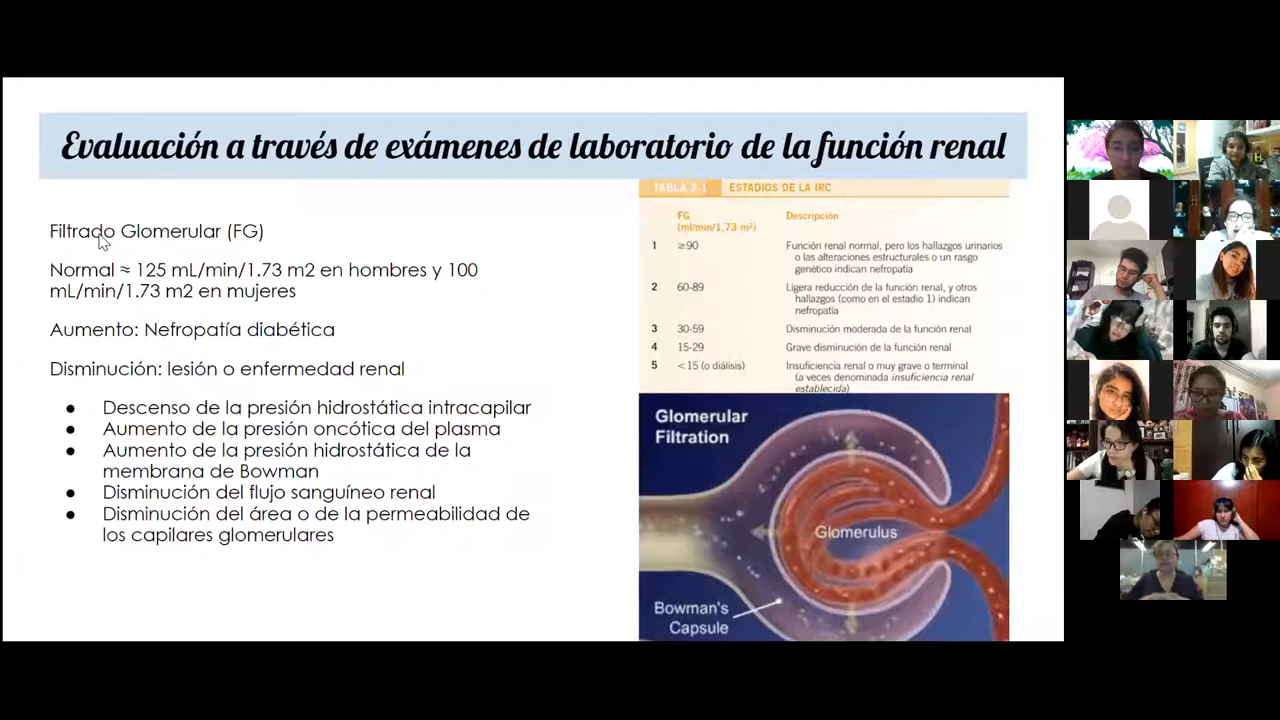 Evaluación a través de exámenes de laboratorio de la función renal
Filtrado Glomerular (FG)
Normal ≈ 125 mL/min/1.73 m2 en hombres y 100
mL/min/1.73 m2 en mujeres
Aumento: Nefropatía diabética
Disminución: lesión o enfermedad renal
● Descenso de la presión hidrostática intracapilar
● Aumento de la presión oncótica del plasma
● Aumento de la presión hidrostática de la
membrana de Bowman
● Disminución del flujo sanguíneo renal
● Disminución del área o de la permeabilidad de
los capilares glomerulares
TABLA 2-1 ESTADIOS DE LA IRC
FG
(ml/min/1,73 m²) Descripción
1 ≥90 Función renal normal, pero los hallazgos urinarios
o las alteraciones estructurales o un rasgo
genético indican nefropatía
2 60-89 Ligera reducción de la función renal, y otros
hallazgos (como en el estadio 1) indican
nefropatía
3 30-59 Disminución moderada de la función renal
4 15-29 Grave disminución de la función renal
5 <15 (o diálisis) Insuficiencia renal o muy grave o terminal
(a veces denominada insuficiencia renal
establecida)
Glomerular
Filtration
Glomerulus
Bowman's
Capsule